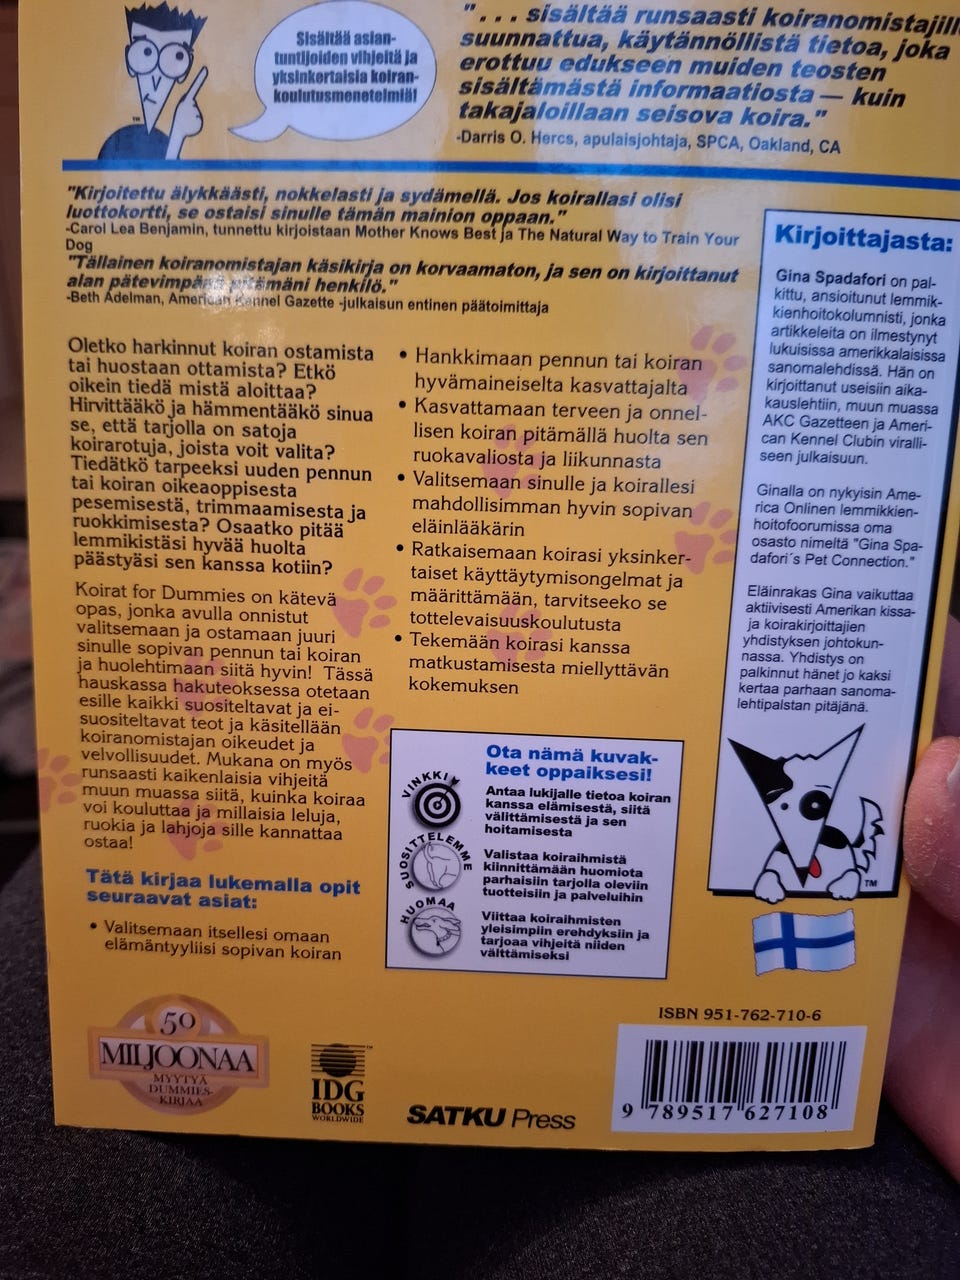 Sisältää asian-
tuntijoiden vihjeitä ja
yksinkertaisia koiran-
koulutusmenetelmiä!
TM
". . . sisältää runsaasti koiranomistajill
suunnattua, käytännöllistä tietoa, joka
erottuu edukseen muiden teosten
sisältämästä informaatiosta — kuin
takajaloillaan seisova koira."
-Darris O. Hercs, apulaisjohtaja, SPCA, Oakland, CA
"Kirjoitettu älykkäästi, nokkelasti ja sydämellä. Jos koirallasi olisi
luottokortti, se ostaisi sinulle tämän mainion oppaan."
-Carol Lea Benjamin, tunnettu kirjoistaan Mother Knows Best ja The Natural Way to Train Your
Dog
"Tällainen koiranomistajan käsikirja on korvaamaton, ja sen on kirjoittanut
alan pätevimpänä pitämäni henkilö."
-Beth Adelman, American Kennel Gazette -julkaisun entinen päätoimittaja
Oletko harkinnut koiran ostamista
tai huostaan ottamista? Etkö
oikein tiedä mistä aloittaa?
Hirvittääkö ja hämmentääkö sinua
se, että tarjolla on satoja
koirarotuja, joista voit valita?
Tiedätkö tarpeeksi uuden pennun
tai koiran oikeaoppisesta
pesemisestä, trimmaamisesta ja
ruokkimisesta? Osaatko pitää
lemmikistäsi hyvää huolta
päästyäsi sen kanssa kotiin?
Koirat for Dummies on kätevä
opas, jonka avulla onnistut
valitsemaan ja ostamaan juuri
sinulle sopivan pennun tai koiran
ja huolehtimaan siitä hyvin! Tässä
hauskassa hakuteoksessa otetaan
esille kaikki suositeltavat ja ei-
suositeltavat teot ja käsitellään
koiranomistajan oikeudet ja
velvollisuudet. Mukana on myös
runsaasti kaikenlaisia vihjeitä
muun muassa siitä, kuinka koiraa
voi kouluttaa ja millaisia leluja,
ruokia ja lahjoja sille kannattaa
ostaa!
Tätä kirjaa lukemalla opit
seuraavat asiat:
• Valitsemaan itsellesi omaan
elämäntyyliisi sopivan koiran
• Hankkimaan pennun tai koiran
hyvämaineiselta kasvattajalta
• Kasvattamaan terveen ja onnel-
lisen koiran pitämällä huolta sen
ruokavaliosta ja liikunnasta
• Valitsemaan sinulle ja koirallesi
mahdollisimman hyvin sopivan
eläinlääkärin
• Ratkaisemaan koirasi yksinker-
taiset käyttäytymisongelmat ja
määrittämään, tarvitseeko se
tottelevaisuuskoulutusta
• Tekemään koirasi kanssa
matkustamisesta miellyttävän
kokemuksen
Ota nämä kuvak-
keet oppaiksesi!
VINKKI
Antaa lukijalle tietoa koiran
kanssa elämisestä, siitä
välittämisestä ja sen
hoitamisesta
SUOSITTELEMME
Valistaa koiraihmistä
kiinnittämään huomiota
parhaisiin tarjolla oleviin
tuotteisiin ja palveluihin
HUOMAA
Viittaa koiraihmisten
yleisimpiin erehdyksiin ja
tarjoaa vihjeitä niiden
välttämiseksi
Kirjoittajasta:
Gina Spadafori on pal-
kittu, ansioitunut lemmik-
kienhoitokolumnisti, jonka
artikkeleita on ilmestynyt
lukuisissa amerikkalaisissa
sanomalehdissä. Hän on
kirjoittanut useisiin aika-
kauslehtiin, muun muassa
AKC Gazetteen ja Ameri-
can Kennel Clubin viralli-
seen julkaisuun.
Ginalla on nykyisin Ame-
rica Onlinen lemmikkien-
hoitofoorumissa oma
osasto nimeltä "Gina Spa-
dafori´s Pet Connection."
Eläinrakas Gina vaikuttaa
aktiivisesti Amerikan kissa-
ja koirakirjoittajien
yhdistyksen johtokun-
nassa. Yhdistys on
palkinnut hänet jo kaksi
kertaa parhaan sanoma-
lehtipalstan pitäjänä.
TM
50
MILJOONAA
MYYTYÄ
DUMMIES-
KIRJAA
TM
IDG
BOOKS
WORLDWIDE
SATKU Press
ISBN 951-762-710-6
9 789517 627108